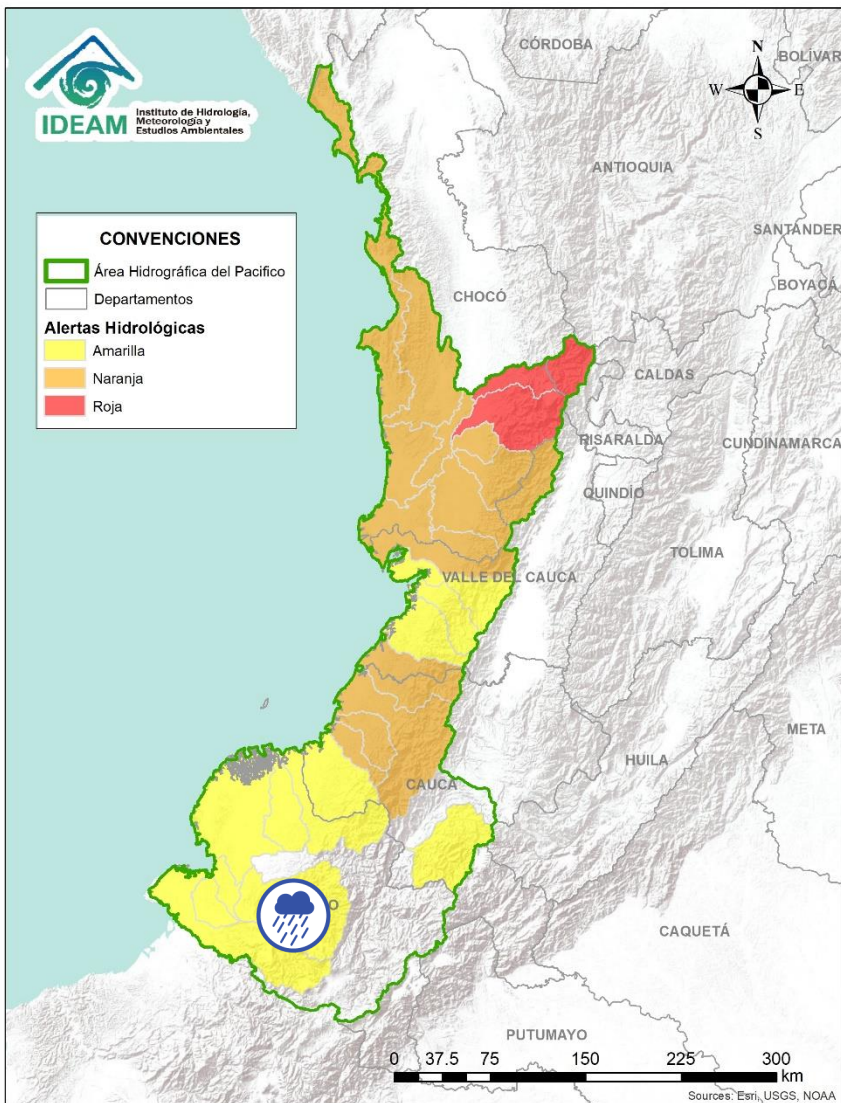 IDEAM
Instituto de Hidrología,
Meteorología y
Estudios Ambientales
CÓRDOBA
BOLÍVAR
N
W
E
S
ANTIOQUIA
SANTANDER
BOYACÁ
CONVENCIONES
Área Hidrográfica del Pacifico
Departamentos
Alertas Hidrológicas
Amarilla
Naranja
Roja
CHOCÓ
CALDAS
RISARALDA
CUNDINAMARCA
QUINDÍO
TOLIMA
VALLE DEL CAUCA
META
HUILA
CAUCA
O
CAQUETÁ
PUTUMAYO
0 37.5 75 150 225 300
km
Sources: Esri, USGS, NOAA